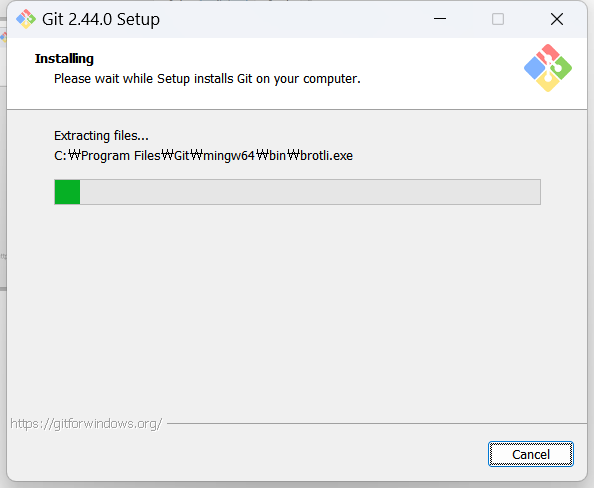 Git 2.44.0 Setup
Installing
Please wait while Setup installs Git on your computer.
Extracting files...
C:₩Program Files₩Git₩mingw64₩bin₩brotli.exe
https://gitforwindows.org/
Cancel